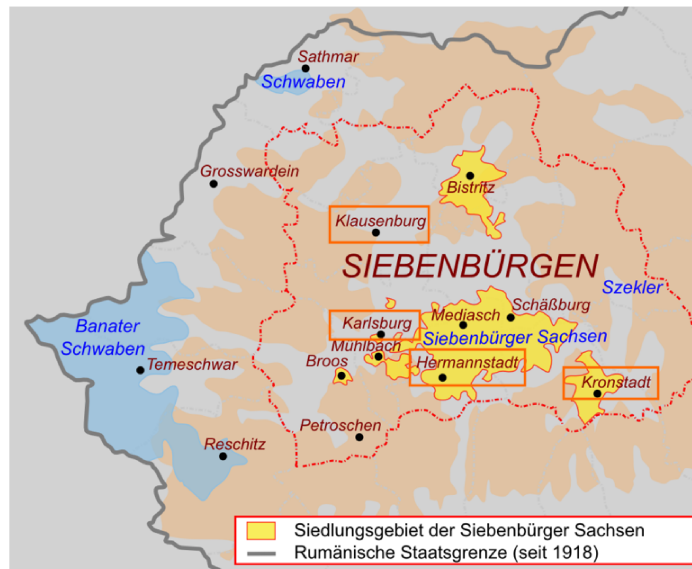 Sathmar
Schwaben
Grosswardein
Bistritz
Klausenburg
SIEBENBÜRGEN
Szekler
Schäßburg
Mediasch
Karlsburg
Siebenbürger Sachsen
Banater
Schwaben
Mühlbach
Broos
Hermannstadt
Temeschwar
Kronstadt
Petroschen
Reschitz
Siedlungsgebiet der Siebenbürger Sachsen
Rumänische Staatsgrenze (seit 1918)